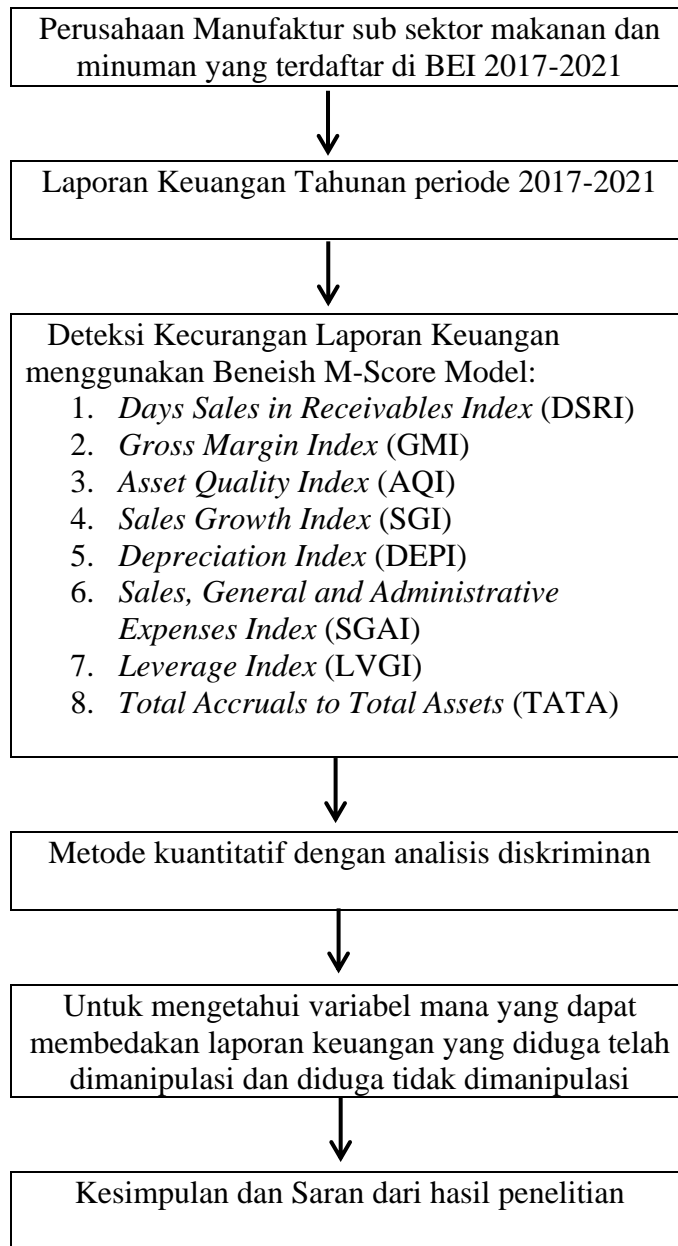 Perusahaan Manufaktur sub sektor makanan dan
minuman yang terdaftar di BEI 2017-2021
Laporan Keuangan Tahunan periode 2017-2021
Deteksi Kecurangan Laporan Keuangan
menggunakan Beneish M-Score Model:
1. Days Sales in Receivables Index (DSRI)
2. Gross Margin Index (GMI)
3. Asset Quality Index (AQI)
4. Sales Growth Index (SGI)
5. Depreciation Index (DEPI)
6. Sales, General and Administrative
Expenses Index (SGAI)
7. Leverage Index (LVGI)
8. Total Accruals to Total Assets (TATA)
Metode kuantitatif dengan analisis diskriminan
Untuk mengetahui variabel mana yang dapat
membedakan laporan keuangan yang diduga telah
dimanipulasi dan diduga tidak dimanipulasi
Kesimpulan dan Saran dari hasil penelitian